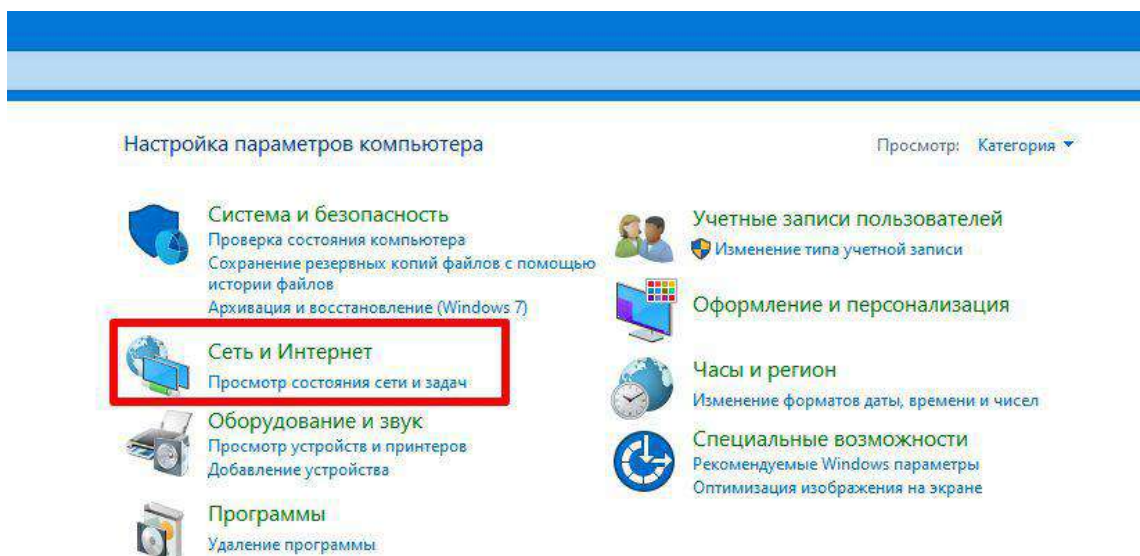 Настройка параметров компьютера
Просмотр: Категория
Система и безопасность
Проверка состояния компьютера
Сохранение резервных копий файлов с помощью
истории файлов
Архивация и восстановление (Windows 7)
Сеть и Интернет
Просмотр состояния сети и задач
Оборудование и звук
Просмотр устройств и принтеров
Добавление устройства
Программы
Удаление программы
Учетные записи пользователей
Изменение типа учетной записи
Оформление и персонализация
Часы и регион
Изменение форматов даты, времени и чисел
Специальные возможности
Рекомендуемые Windows параметры
Оптимизация изображения на экране